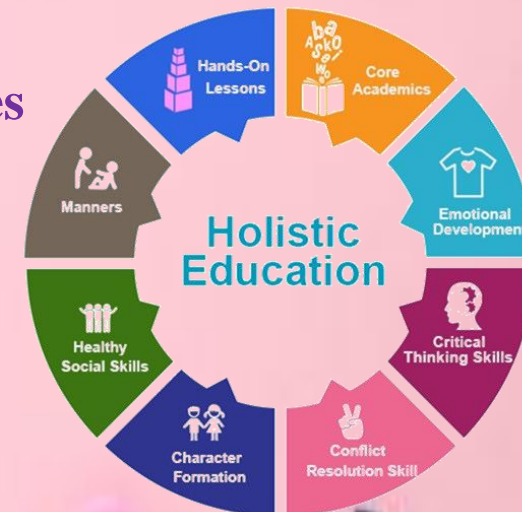 es
Hands-On
Lessons
Core
Academics
Manners
Emotional
Development
Holistic
Education
Healthy
Social Skills
Critical
Thinking Skills
Character
Formation
Conflict
Resolution Skill